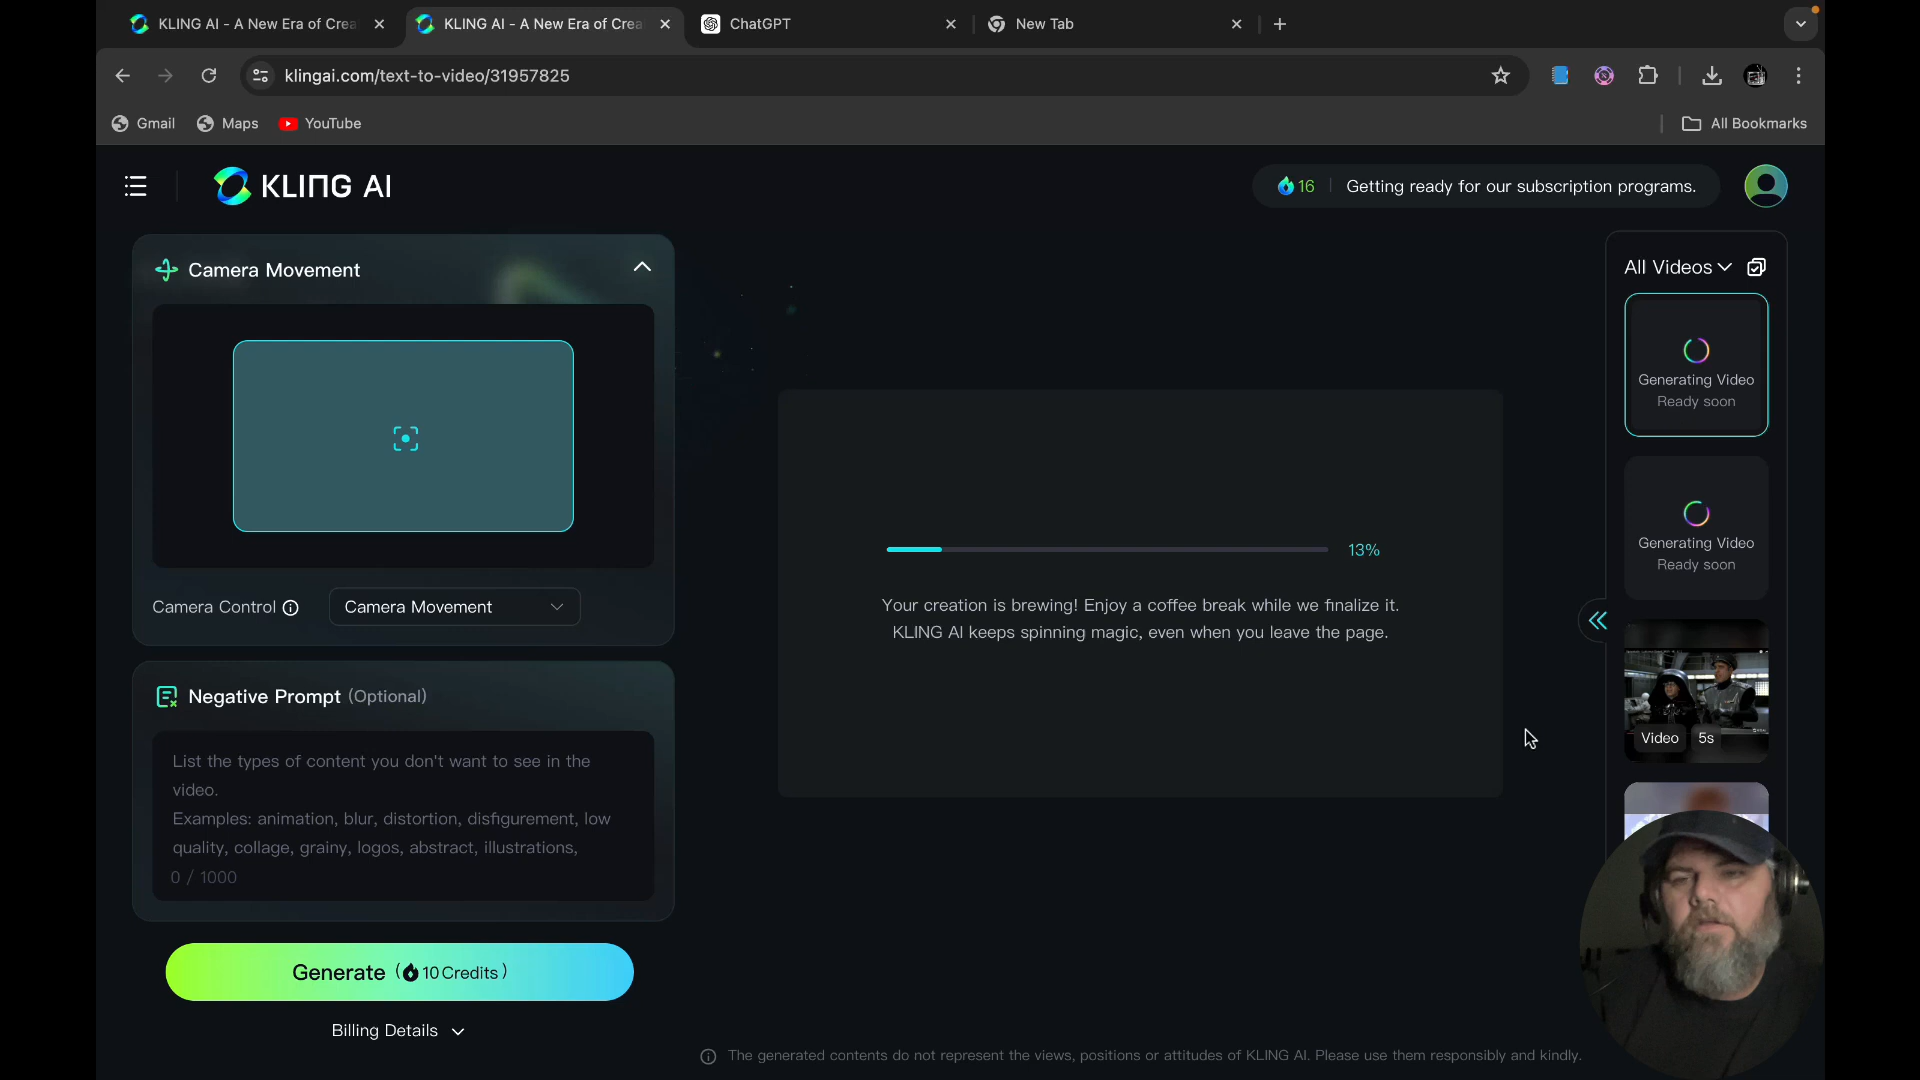 KLING AI - A New Era of Crea
KLING AI - A New Era of Crea
ChatGPT
New Tab
klingai.com/text-to-video/31957825
Gmail
Maps
YouTube
All Bookmarks
KLING AI
16
Getting ready for our subscription programs.
Camera Movement
Camera Control
Camera Movement
Negative Prompt (Optional)
List the types of content you don't want to see in the
video.
Examples: animation, blur, distortion, disfigurement, low
quality, collage, grainy, logos, abstract, illustrations,
0 / 1000
Generate ( 10 Credits )
Billing Details
13%
Your creation is brewing! Enjoy a coffee break while we finalize it.
KLING AI keeps spinning magic, even when you leave the page.
The generated contents do not represent the views, positions or attitudes of KLING AI. Please use them responsibly and kindly.
All Videos
Generating Video
Ready soon
Generating Video
Ready soon
Video
5s